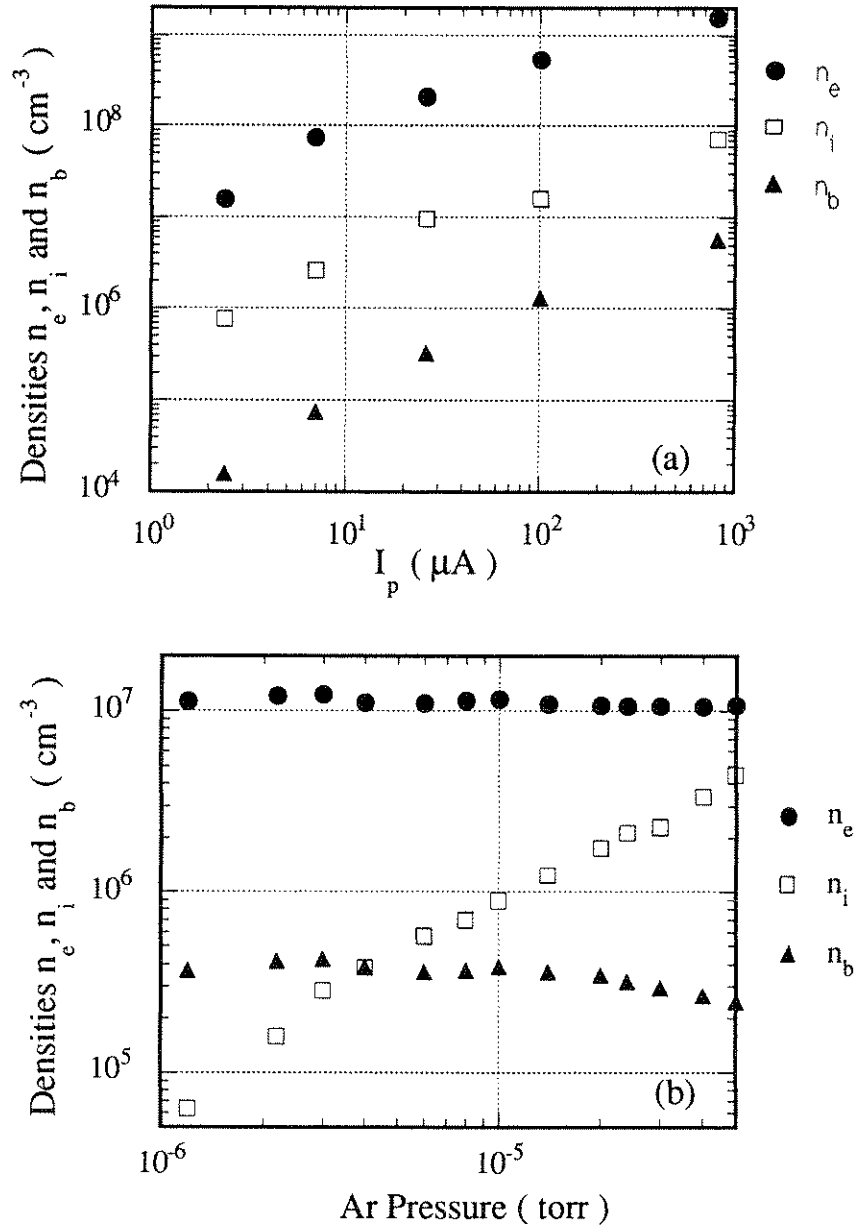 Densities n_e, n_i and n_b ( cm^-3 )
10^8
10^6
10^4
10^0 10^1 10^2 10^3
I_p ( μA )
(a)
n_e
n_i
n_b
Densities n_e, n_i and n_b ( cm^-3 )
10^7
10^6
10^5
10^-6 10^-5
Ar Pressure ( torr )
(b)
n_e
n_i
n_b